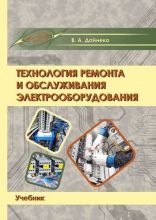 В. А. Дайнеко
ТЕХНОЛОГИЯ РЕМОНТА
И ОБСЛУЖИВАНИЯ
ЭЛЕКТРООБОРУДОВАНИЯ
Учебник